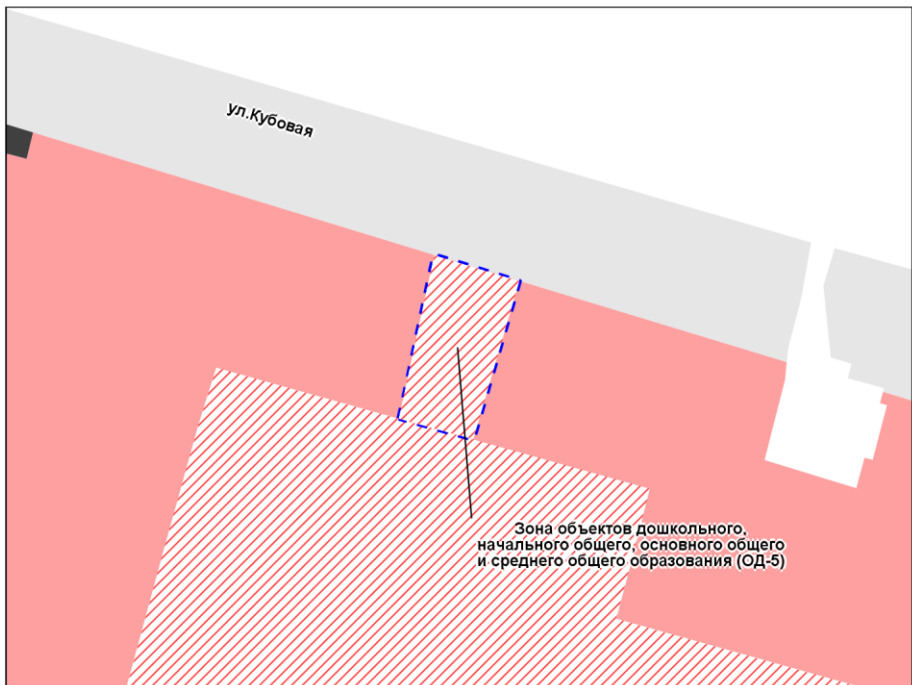 ул.Кубовая
Зона объектов дошкольного,
начального общего, основного общего
и среднего общего образования (ОД-5)